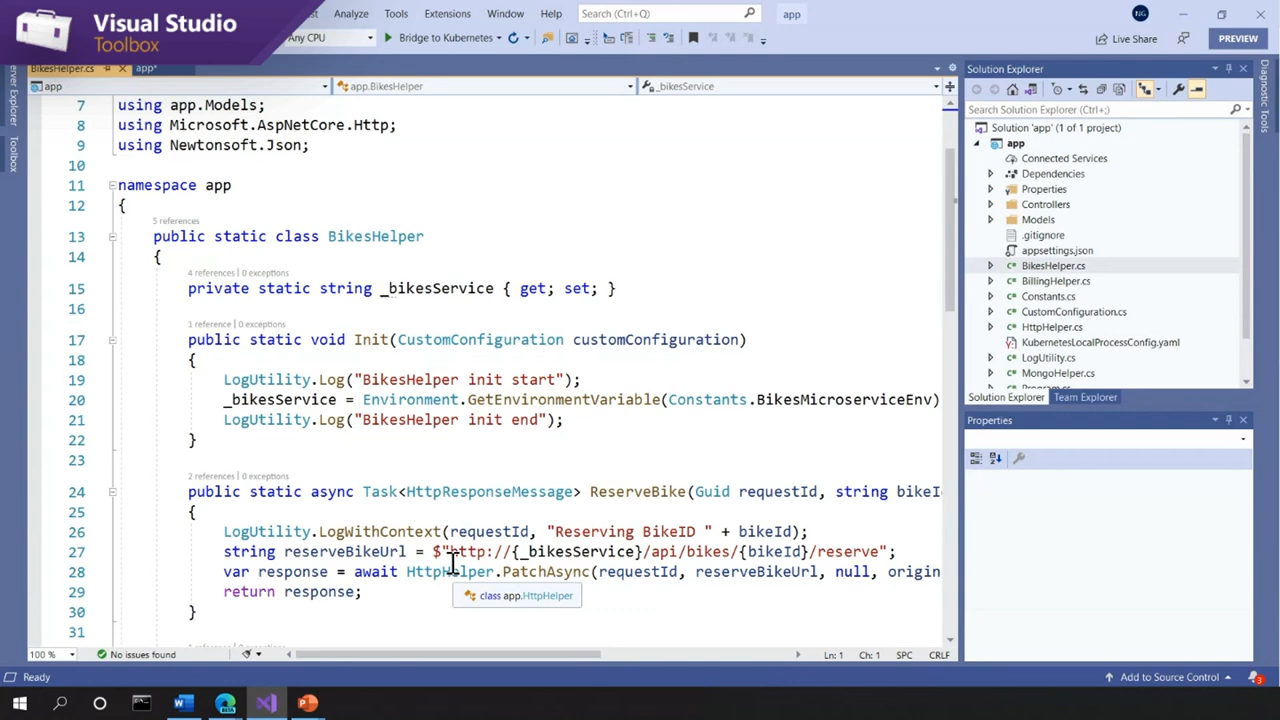 Visual Studio
Toolbox
Analyze Tools Extensions Window Help Search (Ctrl+Q) app NG
Any CPU Bridge to Kubernetes Live Share PREVIEW
BikesHelper.cs app*
app app.BikesHelper _bikesService
Server Explorer
Toolbox
7 using app.Models;
8 using Microsoft.AspNetCore.Http;
9 using Newtonsoft.Json;
10
11 namespace app
12 {
5 references
13 public static class BikesHelper
14 {
4 references | 0 exceptions
15 private static string _bikesService { get; set; }
16
1 reference | 0 exceptions
17 public static void Init(CustomConfiguration customConfiguration)
18 {
19 LogUtility.Log("BikesHelper init start");
20 _bikesService = Environment.GetEnvironmentVariable(Constants.BikesMicroserviceEnv)
21 LogUtility.Log("BikesHelper init end");
22 }
23
2 references | 0 exceptions
24 public static async Task<HttpResponseMessage> ReserveBike(Guid requestId, string bikeId
25 {
26 LogUtility.LogWithContext(requestId, "Reserving BikeID " + bikeId);
27 string reserveBikeUrl = $"http://{_bikesService}/api/bikes/{bikeId}/reserve";
28 var response = await HttpHelper.PatchAsync(requestId, reserveBikeUrl, null, origin
29 return response;
class app.HttpHelper
30 }
31
100 % No issues found Ln: 1 Ch: 1 SPC CRLF
Solution Explorer
Search Solution Explorer (Ctrl+;)
Solution 'app' (1 of 1 project)
app
Connected Services
Dependencies
Properties
Controllers
Models
.gitignore
appsettings.json
BikesHelper.cs
BillingHelper.cs
Constants.cs
CustomConfiguration.cs
HttpHelper.cs
KubernetesLocalProcessConfig.yaml
LogUtility.cs
MongoHelper.cs
Program.cs
Solution Explorer Team Explorer
Properties
Diagnostic Tools
Ready Add to Source Control 3